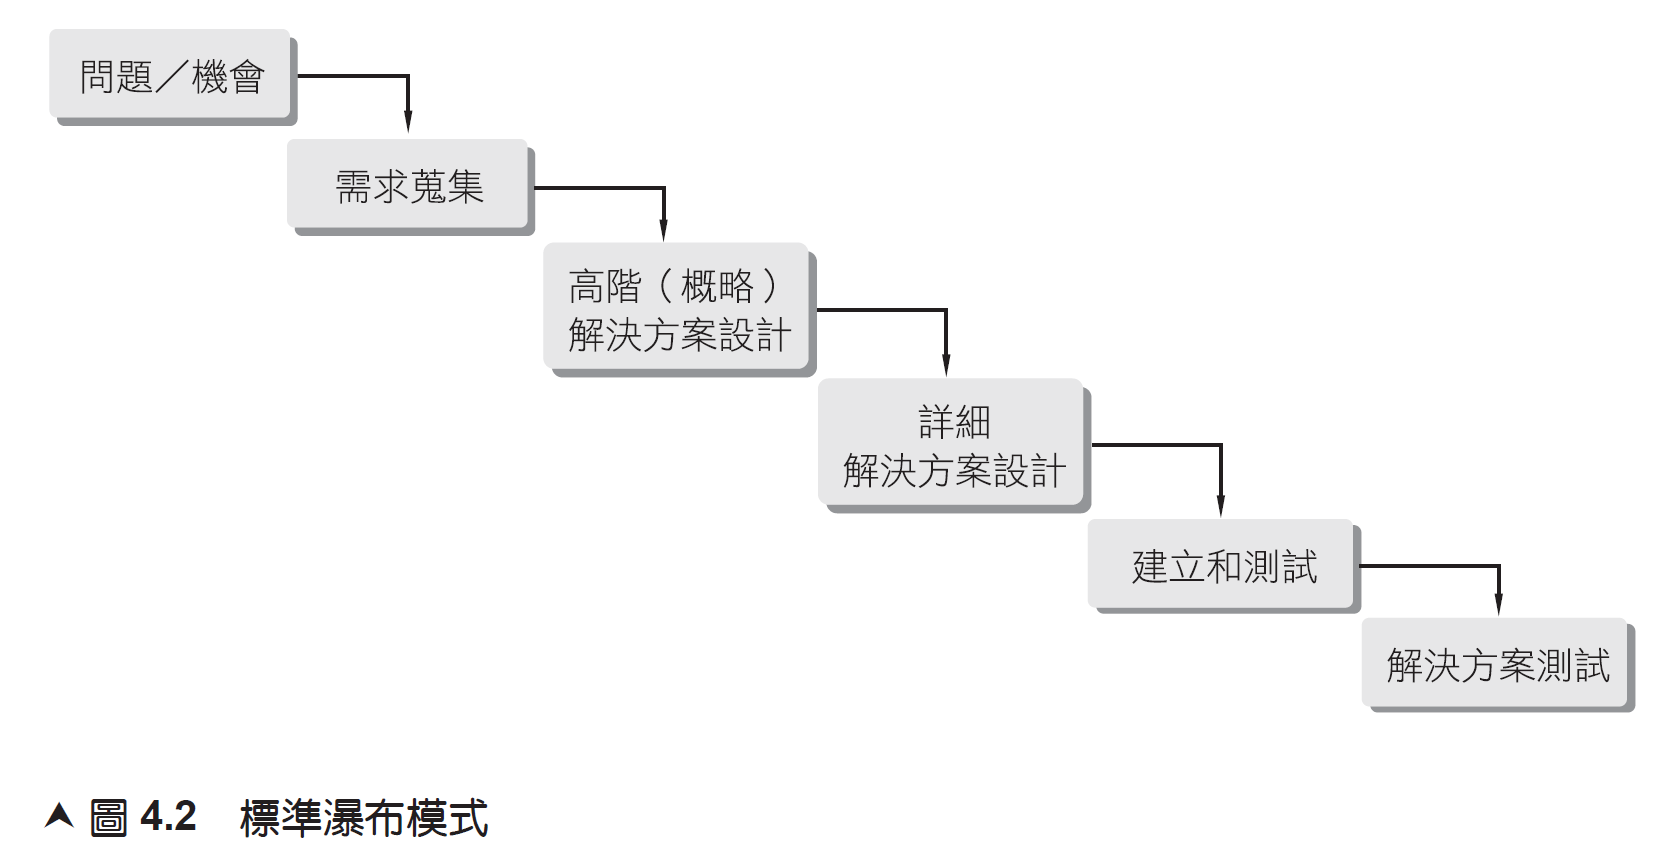 問題／機會
需求蒐集
高階（概略）
解決方案設計
詳細
解決方案設計
建立和測試
解決方案測試
圖 4.2　標準瀑布模式